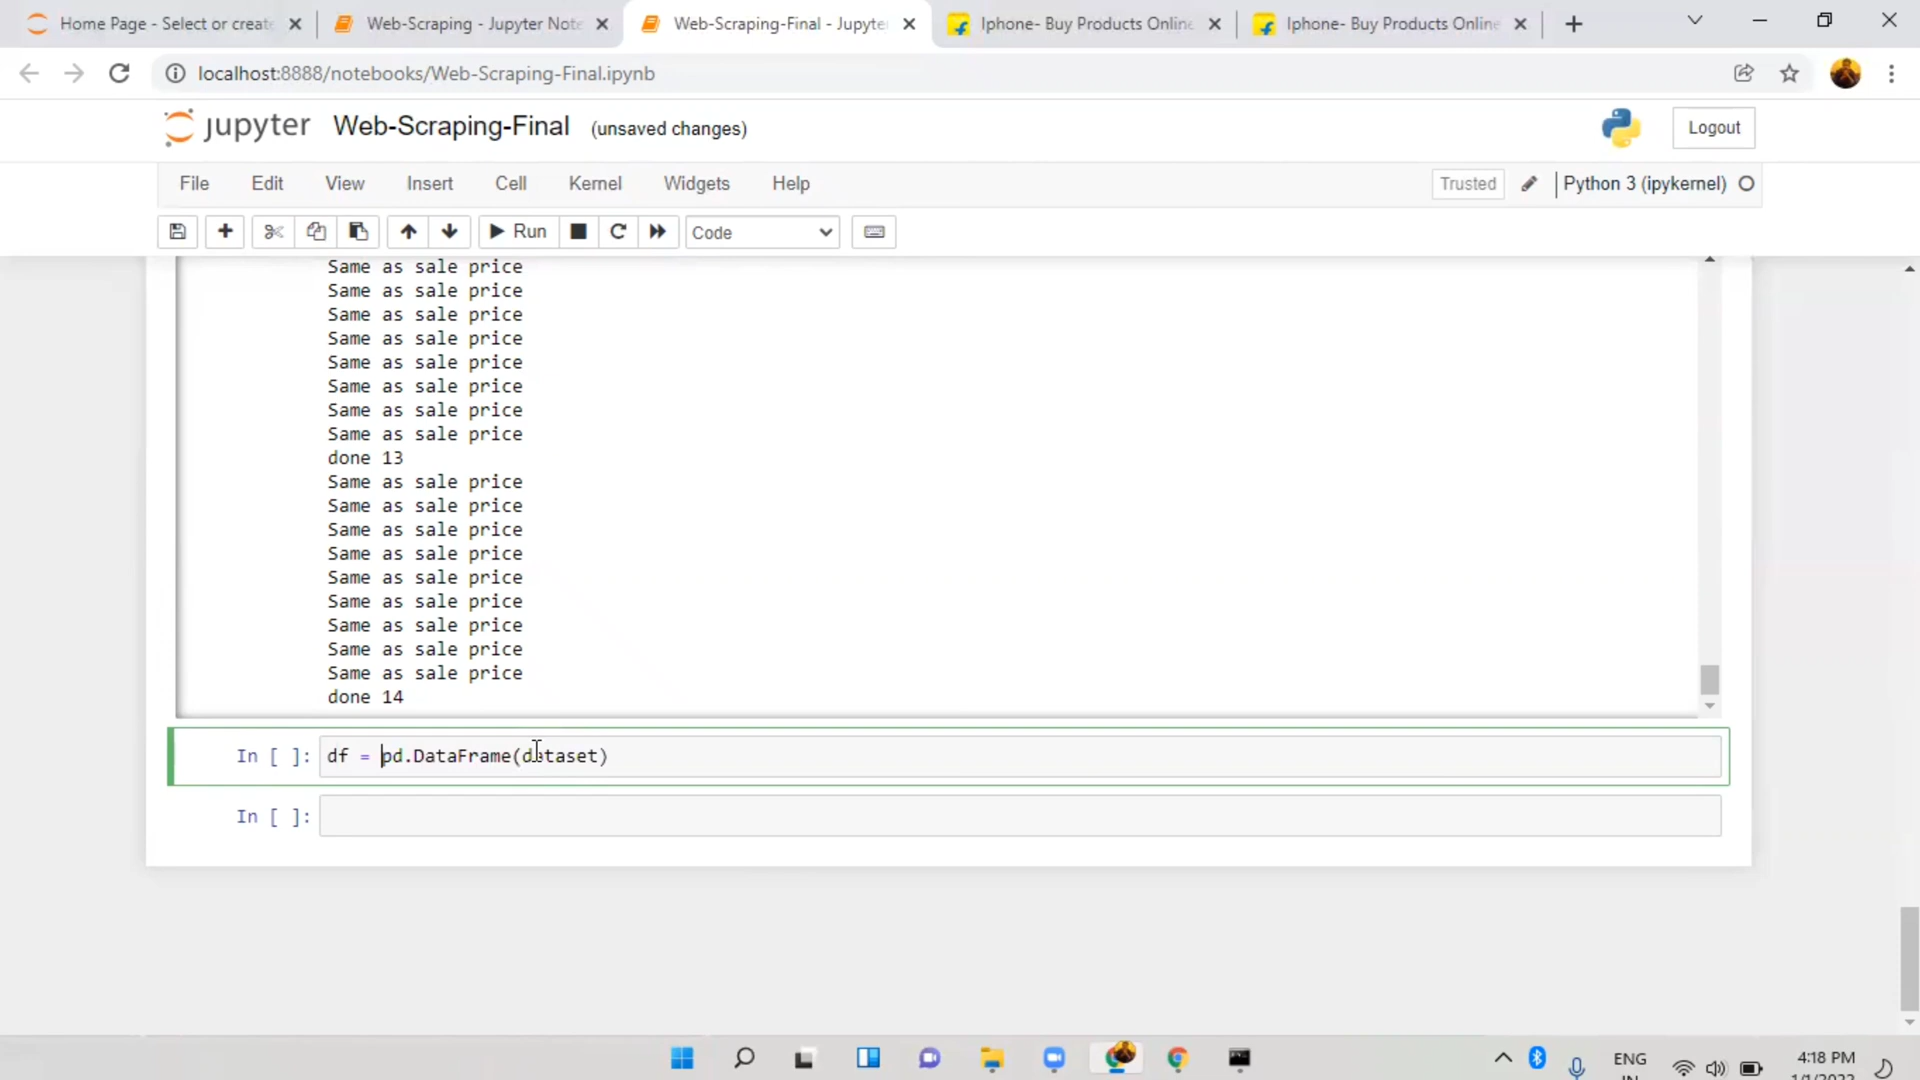 Home Page - Select or create
Web-Scraping - Jupyter Note
Web-Scraping-Final - Jupyte
Iphone- Buy Products Online
Iphone- Buy Products Online
localhost:8888/notebooks/Web-Scraping-Final.ipynb
jupyter Web-Scraping-Final (unsaved changes)
Logout
File Edit View Insert Cell Kernel Widgets Help
Trusted
Python 3 (ipykernel)
Run
Code
Same as sale price
Same as sale price
Same as sale price
Same as sale price
Same as sale price
Same as sale price
Same as sale price
Same as sale price
done 13
Same as sale price
Same as sale price
Same as sale price
Same as sale price
Same as sale price
Same as sale price
Same as sale price
Same as sale price
Same as sale price
done 14
In [ ]: df = pd.DataFrame(dataset)
In [ ]:
ENG
IN
4:18 PM